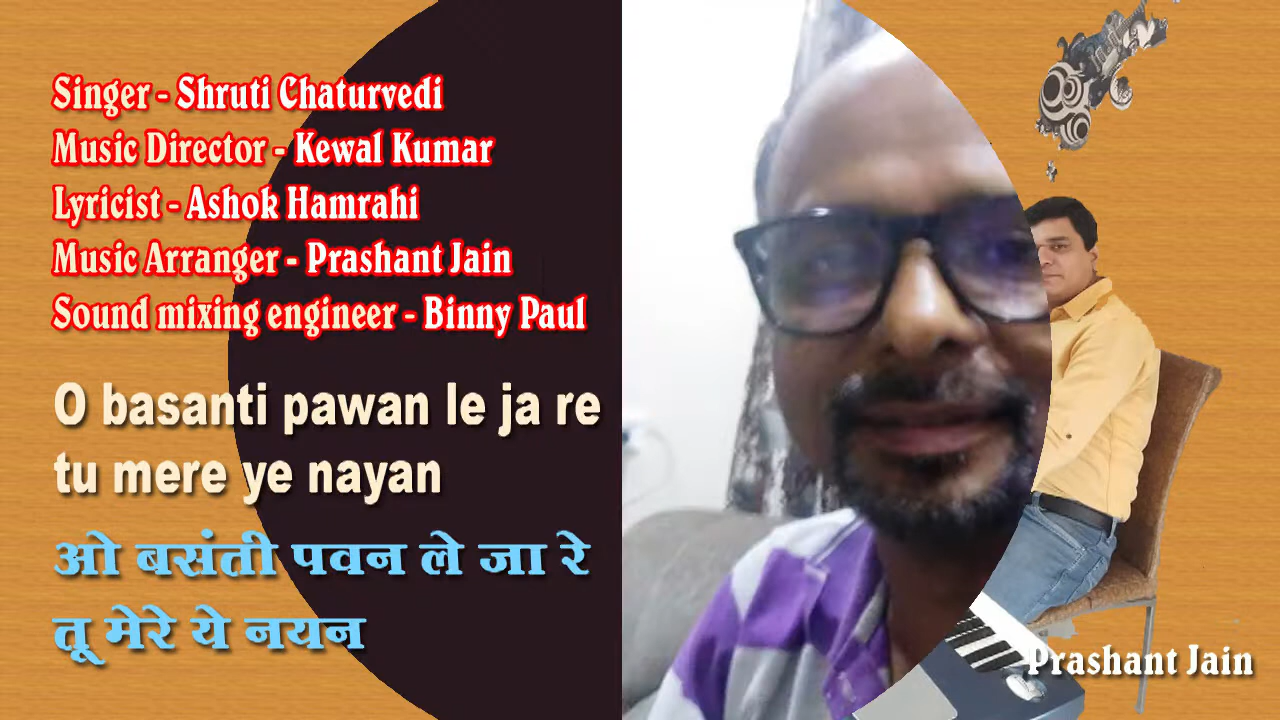 Singer - Shruti Chaturvedi
Music Director - Kewal Kumar
Lyricist - Ashok Hamrahi
Music Arranger - Prashant Jain
Sound mixing engineer - Binny Paul
O basanti pawan le ja re
tu mere ye nayan
ओ बसंती पवन ले जा रे
तू मेरे ये नयन
Prashant Jain